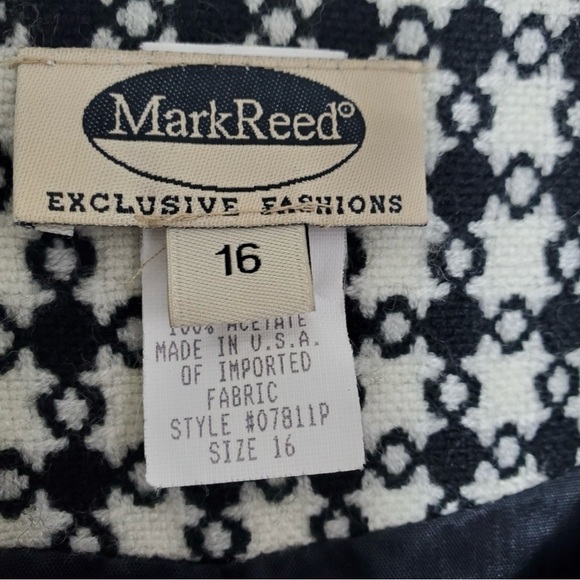 MarkReed©
EXCLUSIVE FASHIONS
16
100% ACETATE
MADE IN U.S.A.
OF IMPORTED
FABRIC
STYLE #07811P
SIZE 16